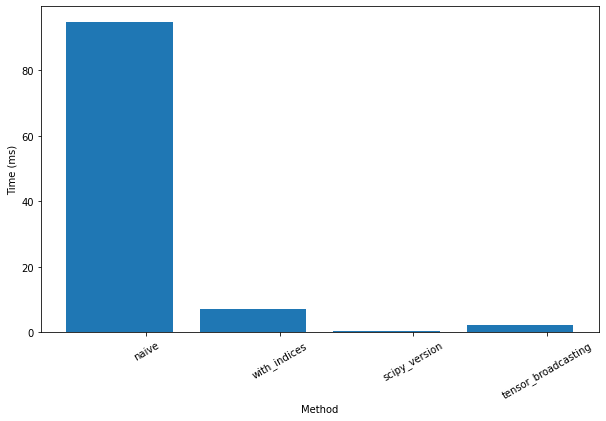 Time (ms)
80
60
40
20
0
naive
with_indices
scipy_version
tensor_broadcasting
Method